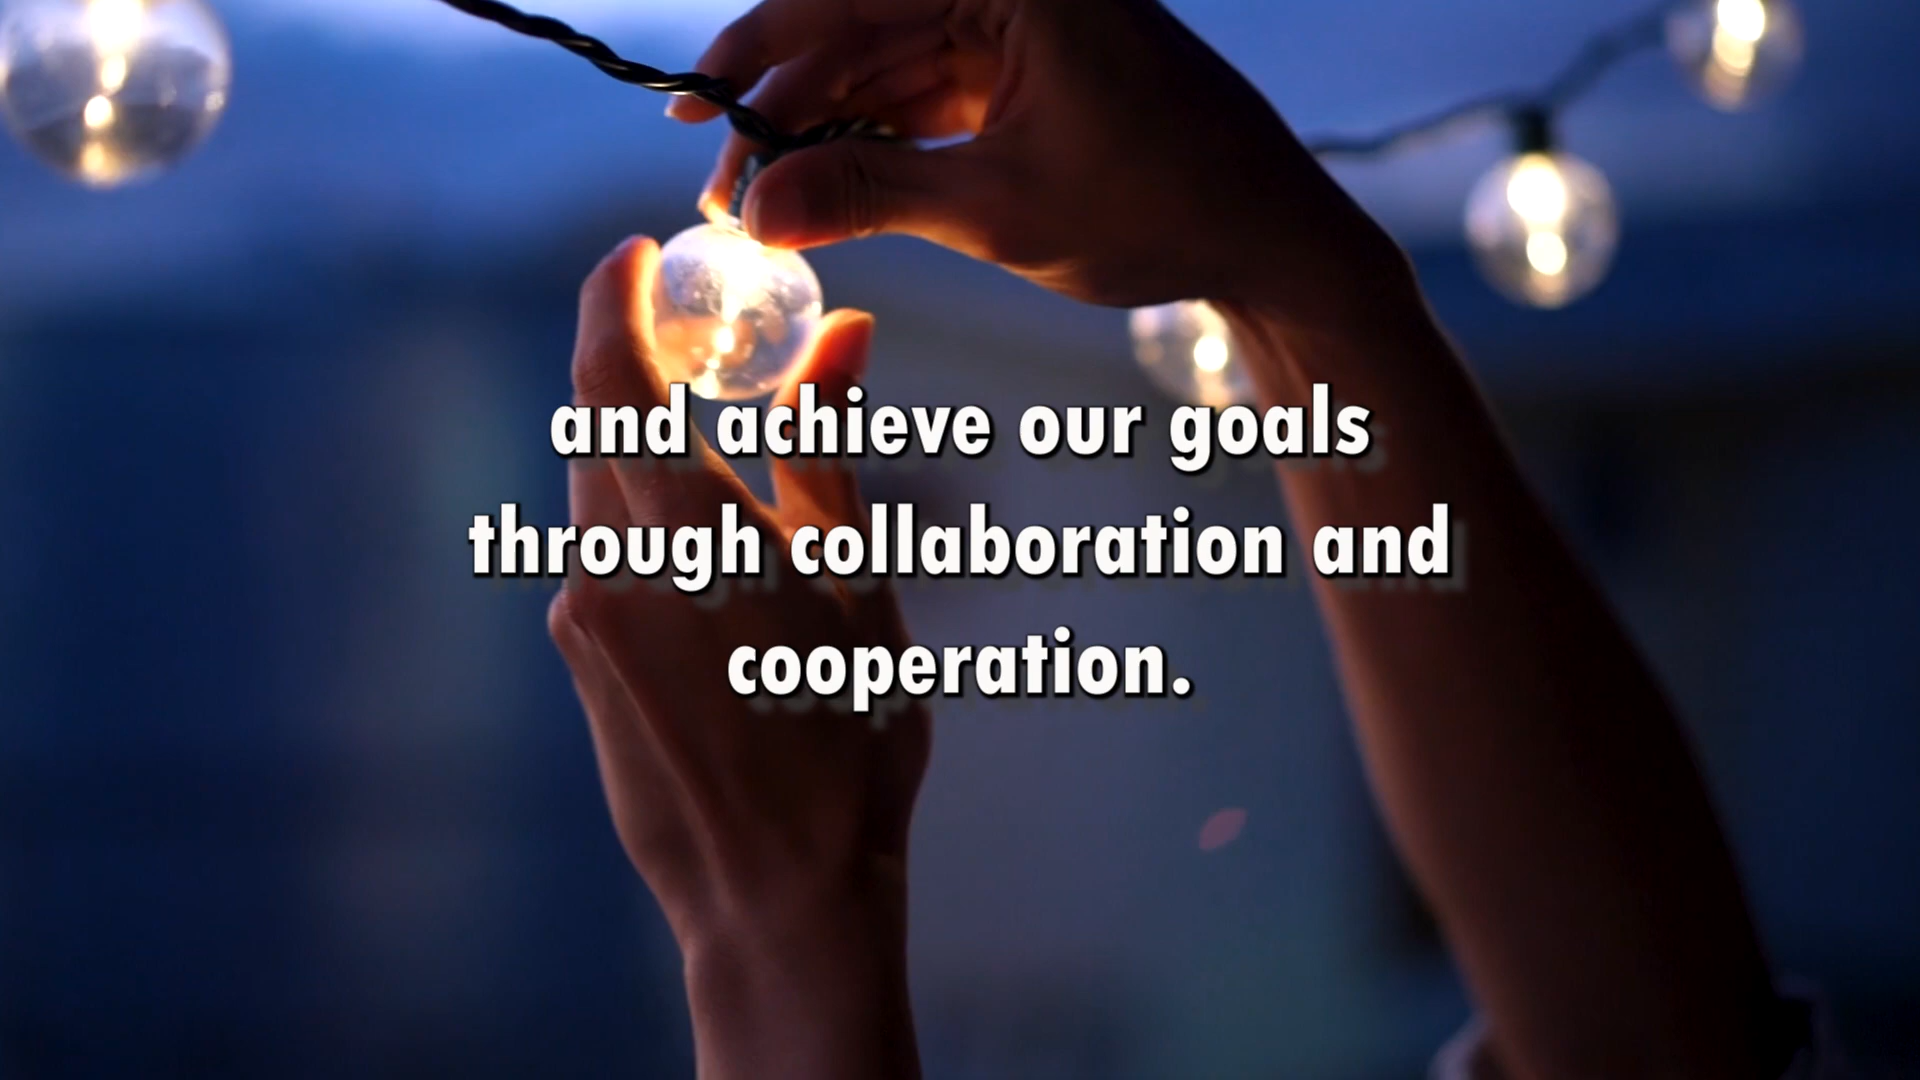 and achieve our goals
through collaboration and
cooperation.